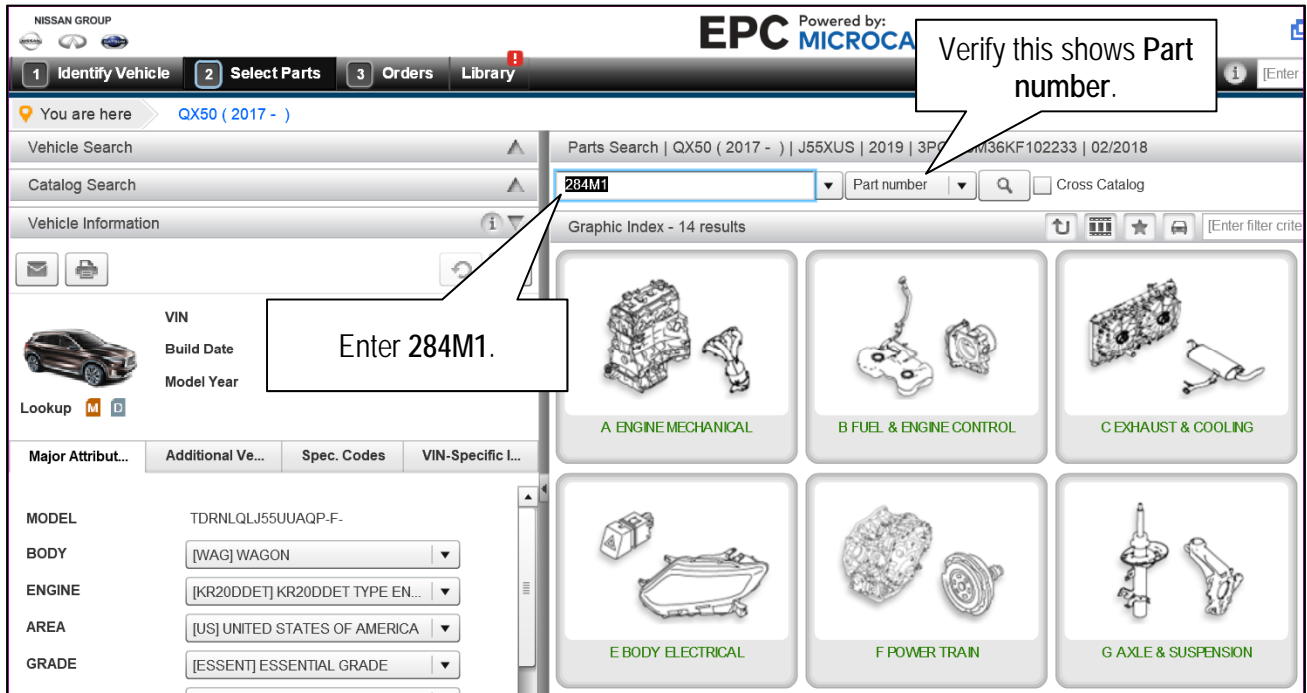 NISSAN GROUP
EPC Powered by:
MICROCA
Verify this shows Part
number.
1 Identify Vehicle 2 Select Parts 3 Orders Library
[Enter
You are here QX50 ( 2017 - )
Vehicle Search
Parts Search | QX50 ( 2017 - ) | J55XUS | 2019 | M36KF102233 | 02/2018
Catalog Search
284M1 Part number Cross Catalog
Vehicle Information
Graphic Index - 14 results [Enter filter crite
Enter 284M1.
VIN
Build Date
Model Year
Lookup M D
A ENGINE MECHANICAL B FUEL & ENGINE CONTROL C EXHAUST & COOLING
Major Attribut... Additional Ve... Spec. Codes VIN-Specific I...
MODEL TDRNLQLJ55UUAQP-F-
BODY [WAG] WAGON
ENGINE [KR20DDET] KR20DDET TYPE EN...
AREA [US] UNITED STATES OF AMERICA
GRADE [ESSENT] ESSENTIAL GRADE
E BODY ELECTRICAL F POWER TRAIN G AXLE & SUSPENSION